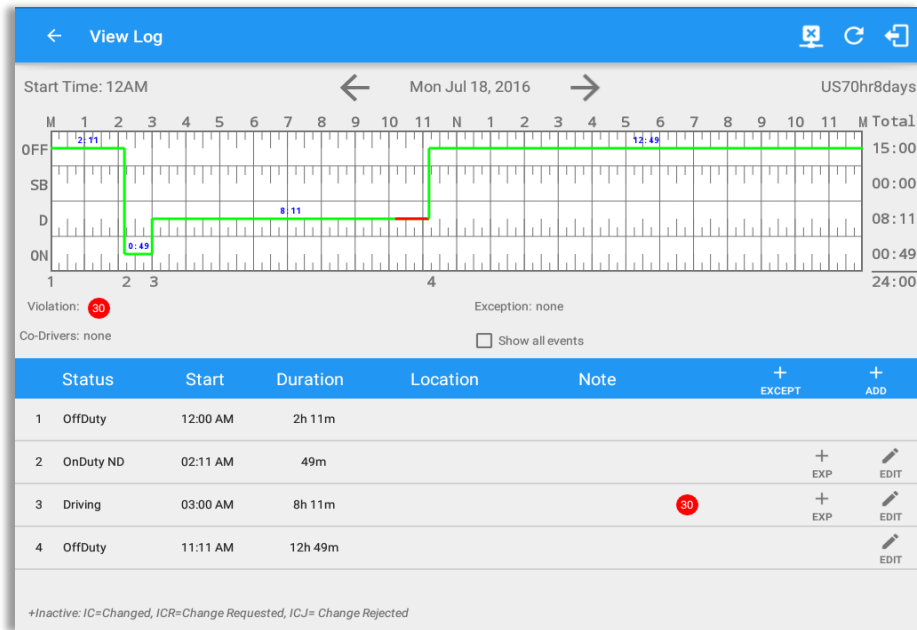 View Log
Start Time: 12AM Mon Jul 18, 2016 US70hr8days
M 1 2 3 4 5 6 7 8 9 10 11 N 1 2 3 4 5 6 7 8 9 10 11 M Total
OFF 2:11 12:49 15:00
SB 00:00
D 8:11 08:11
ON 0:49 00:49
1 2 3 4 24:00
Violation: 30 Exception: none
Co-Drivers: none Show all events
Status Start Duration Location Note + EXCEPT + ADD
1 OffDuty 12:00 AM 2h 11m
2 OnDuty ND 02:11 AM 49m + EXP EDIT
3 Driving 03:00 AM 8h 11m 30 + EXP EDIT
4 OffDuty 11:11 AM 12h 49m EDIT
+Inactive: IC=Changed, ICR=Change Requested, ICJ= Change Rejected